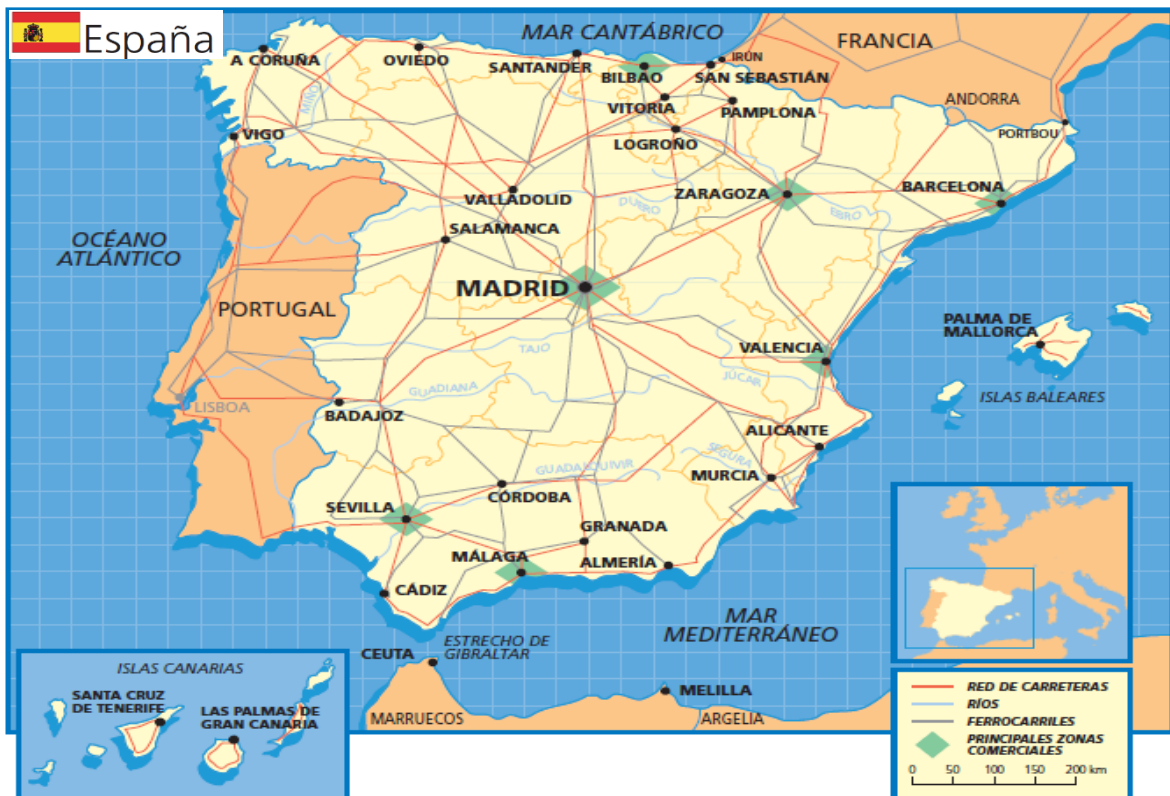 España
MAR CANTÁBRICO
FRANCIA
IRÚN
A CORUÑA
OVIEDO
SANTANDER
BILBAO
SAN SEBASTIÁN
VITORIA
PAMPLONA
ANDORRA
MIÑO
VIGO
LOGROÑO
PORTBOU
VALLADOLID
DUERO
ZARAGOZA
EBRO
BARCELONA
SALAMANCA
OCÉANO
ATLÁNTICO
MADRID
PORTUGAL
PALMA DE
MALLORCA
VALENCIA
TAJO
JÚCAR
GUADIANA
ISLAS BALEARES
LISBOA
BADAJOZ
ALICANTE
SEGURA
GUADALQUIVIR
MURCIA
CÓRDOBA
SEVILLA
GRANADA
MÁLAGA
ALMERÍA
CÁDIZ
MAR
MEDITERRÁNEO
ESTRECHO DE
GIBRALTAR
CEUTA
MELILLA
MARRUECOS
ARGELIA
ISLAS CANARIAS
SANTA CRUZ
DE TENERIFE
LAS PALMAS DE
GRAN CANARIA
RED DE CARRETERAS
RÍOS
FERROCARRILES
PRINCIPALES ZONAS
COMERCIALES
0 50 100 150 200 km